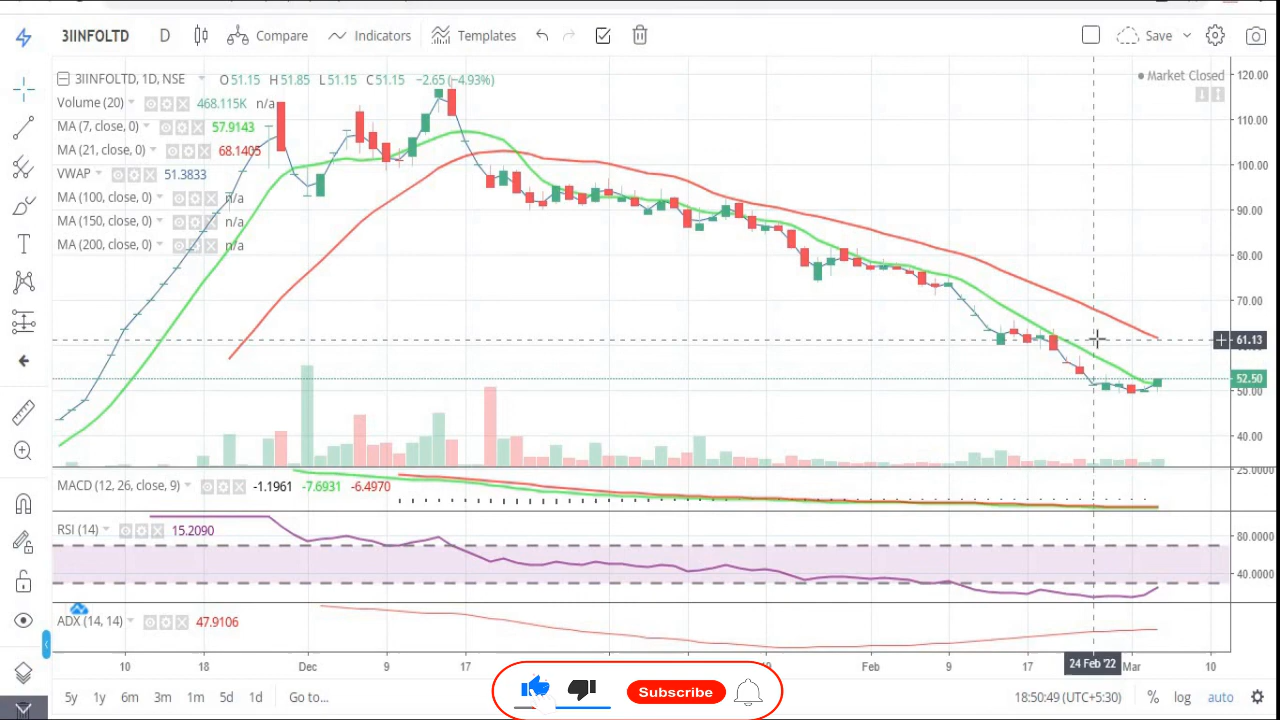 3IINFOLTD D Compare Indicators Templates Save
3IINFOLTD, 1D, NSE O51.15 H51.85 L51.15 C51.15 −2.65 (−4.93%)
Market Closed
Volume (20) 468.115K n/a
MA (7, close, 0) 57.9143
MA (21, close, 0) 68.1405
VWAP 51.3833
MA (100, close, 0) n/a
MA (150, close, 0) n/a
MA (200, close, 0) n/a
120.00
110.00
100.00
90.00
80.00
70.00
61.13
52.50
50.00
40.00
25.0000
MACD (12, 26, close, 9) -1.1961 -7.6931 -6.4970
RSI (14) 15.2090
80.0000
40.0000
ADX (14, 14) 47.9106
10 18 Dec 9 17 Feb 9 17 24 Feb '22 Mar 10
5y 1y 6m 3m 1m 5d 1d Go to... 18:50:49 (UTC+5:30) % log auto
Subscribe